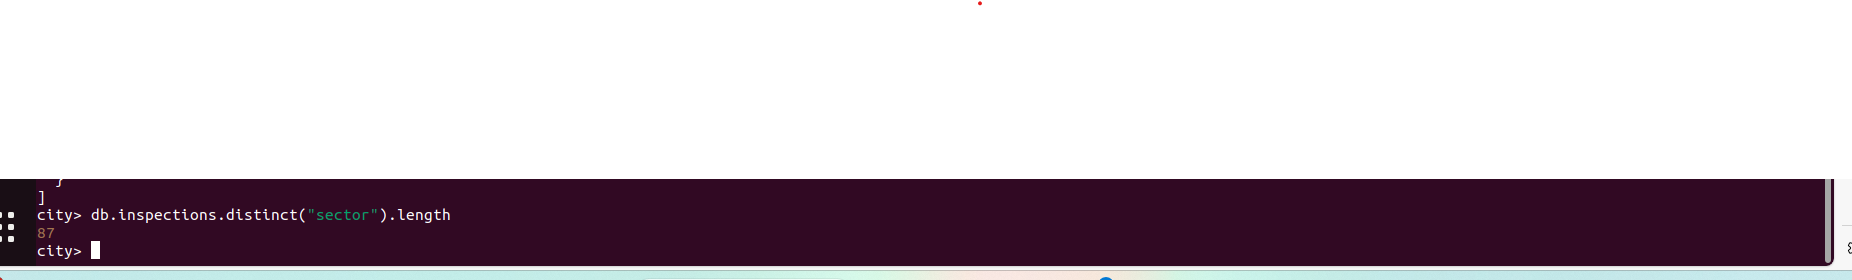 }
]
city> db.inspections.distinct("sector").length
87
city>